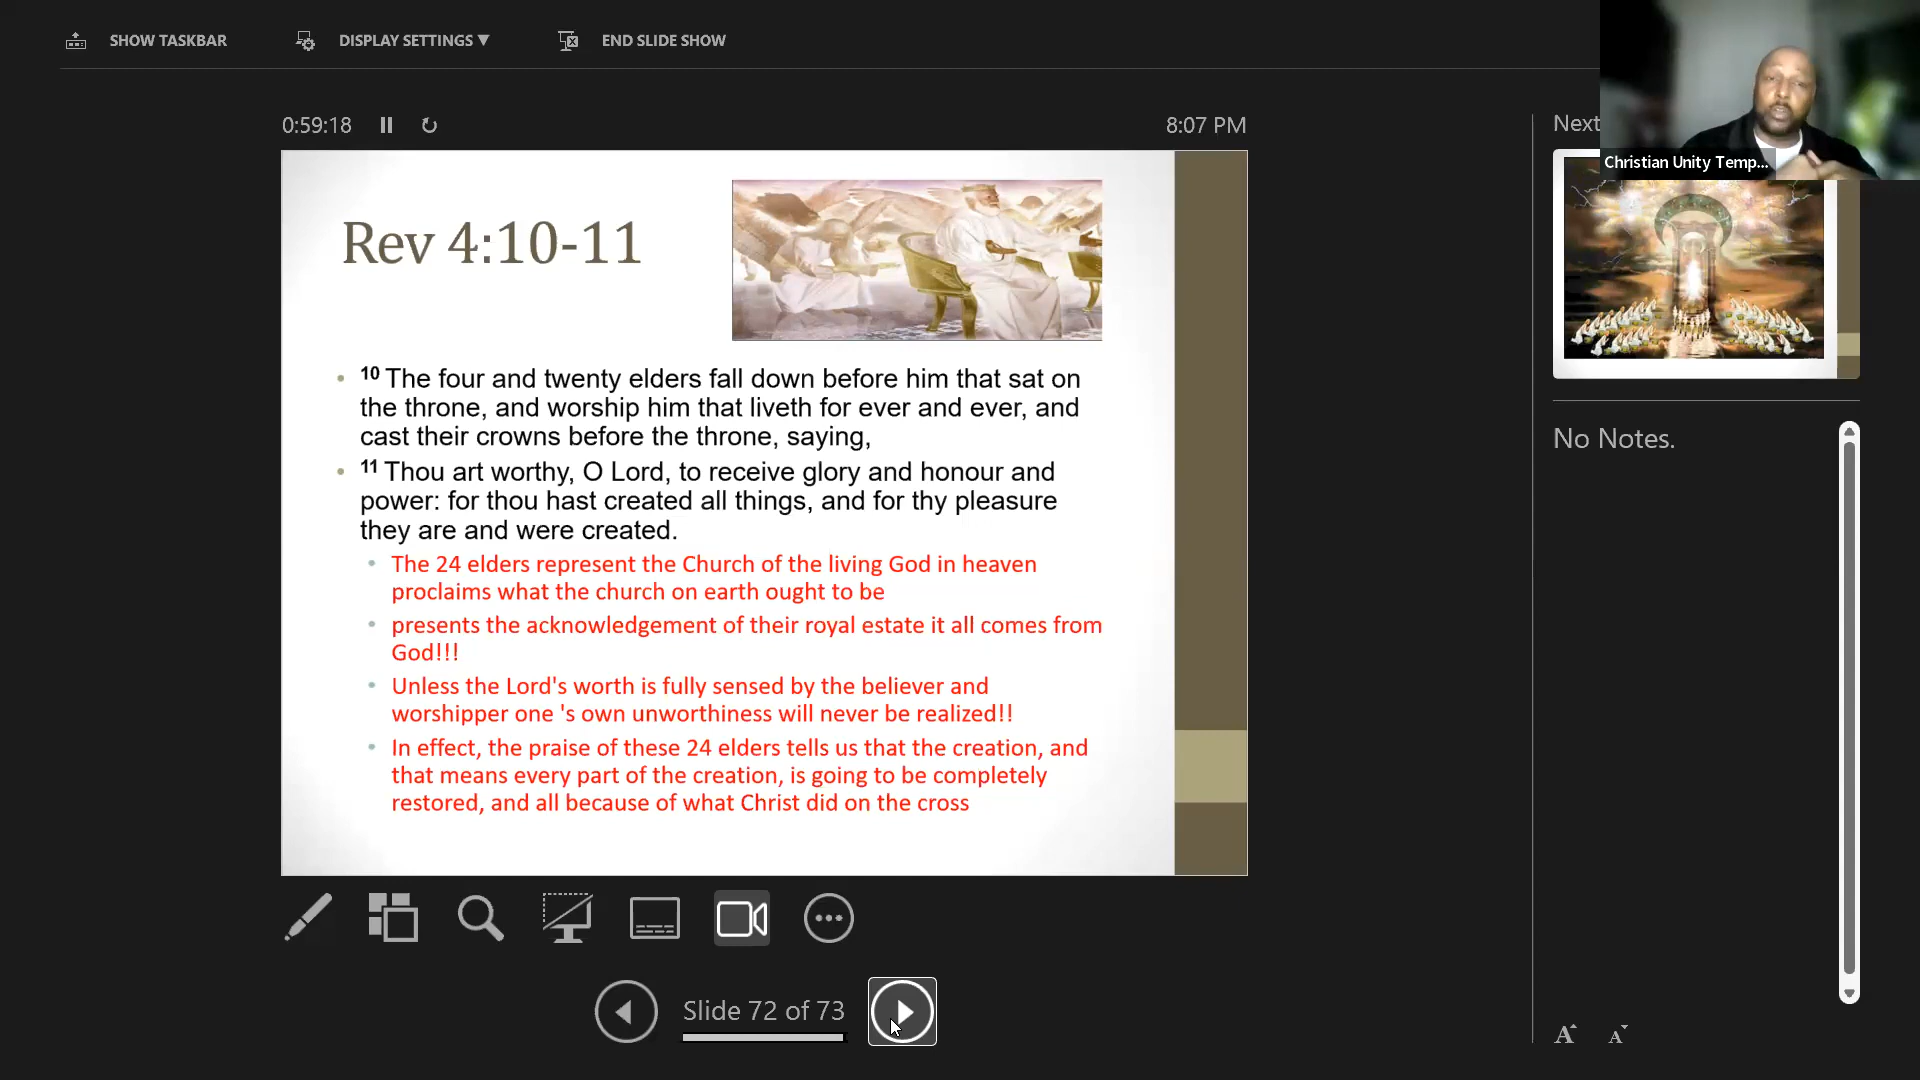 SHOW TASKBAR
DISPLAY SETTINGS ▼
END SLIDE SHOW
Christian Unity Temp...
0:59:18
8:07 PM
Next
Rev 4:10-11
• 10 The four and twenty elders fall down before him that sat on
the throne, and worship him that liveth for ever and ever, and
cast their crowns before the throne, saying,
• 11 Thou art worthy, O Lord, to receive glory and honour and
power: for thou hast created all things, and for thy pleasure
they are and were created.
• The 24 elders represent the Church of the living God in heaven
proclaims what the church on earth ought to be
• presents the acknowledgement of their royal estate it all comes from
God!!!
• Unless the Lord's worth is fully sensed by the believer and
worshipper one 's own unworthiness will never be realized!!
• In effect, the praise of these 24 elders tells us that the creation, and
that means every part of the creation, is going to be completely
restored, and all because of what Christ did on the cross
No Notes.
Slide 72 of 73
A A